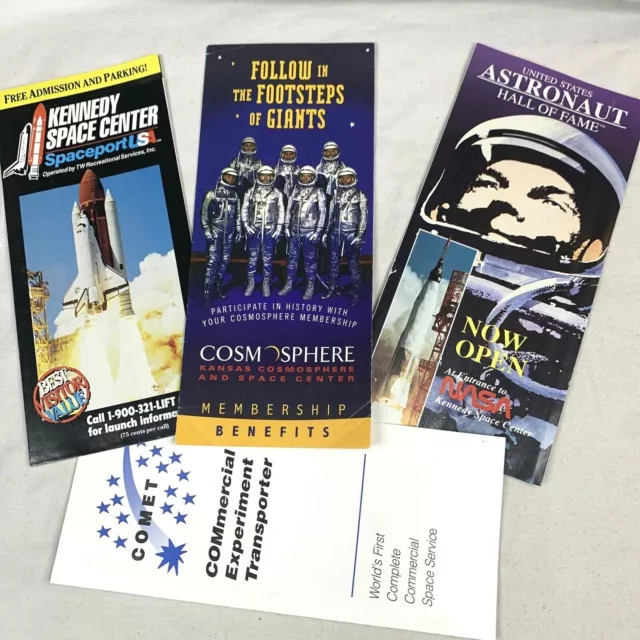 FREE ADMISSION AND PARKING!
KENNEDY
SPACE CENTER
SpaceportUSA
Operated by TW Recreational Services, Inc.
BEST
VISITOR
VALUE!
Call 1-900-321-LIFT
for launch informa
(75 cents per call)
FOLLOW IN
THE FOOTSTEPS
OF GIANTS
PARTICIPATE IN HISTORY WITH
YOUR COSMOSPHERE MEMBERSHIP
COSMOSPHERE
KANSAS COSMOSPHERE
AND SPACE CENTER
MEMBERSHIP
BENEFITS
UNITED STATES
ASTRONAUT
HALL OF FAME™
NOW
OPEN
At Entrance to
NASA
Kennedy Space Center
COMET
COMmercial
Experiment
Transporter
World's First
Complete
Commercial
Space Service